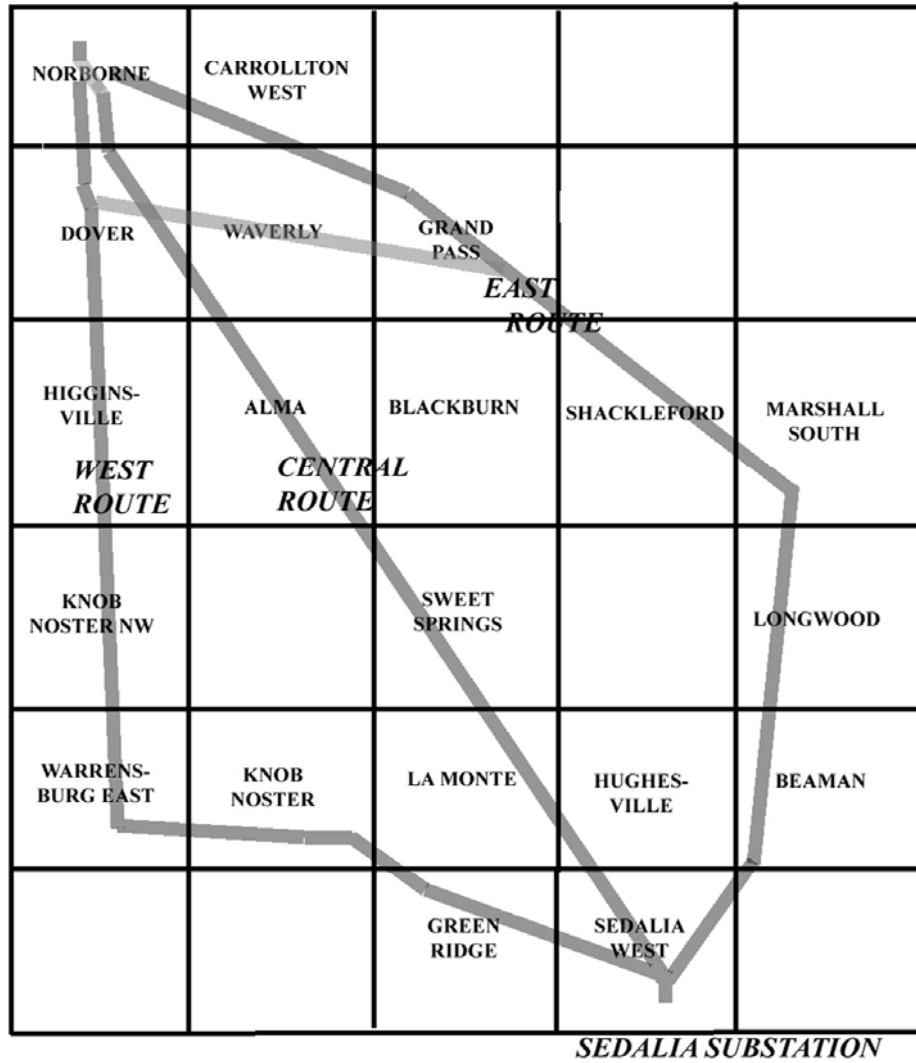 NORBORNE
CARROLLTON
WEST
DOVER
WAVERLY
GRAND
PASS
EAST
ROUTE
HIGGINS-
VILLE
ALMA
BLACKBURN
SHACKLEFORD
MARSHALL
SOUTH
WEST
ROUTE
CENTRAL
ROUTE
KNOB
NOSTER NW
SWEET
SPRINGS
LONGWOOD
WARRENS-
BURG EAST
KNOB
NOSTER
LA MONTE
HUGHES-
VILLE
BEAMAN
GREEN
RIDGE
SEDALIA
WEST
SEDALIA SUBSTATION